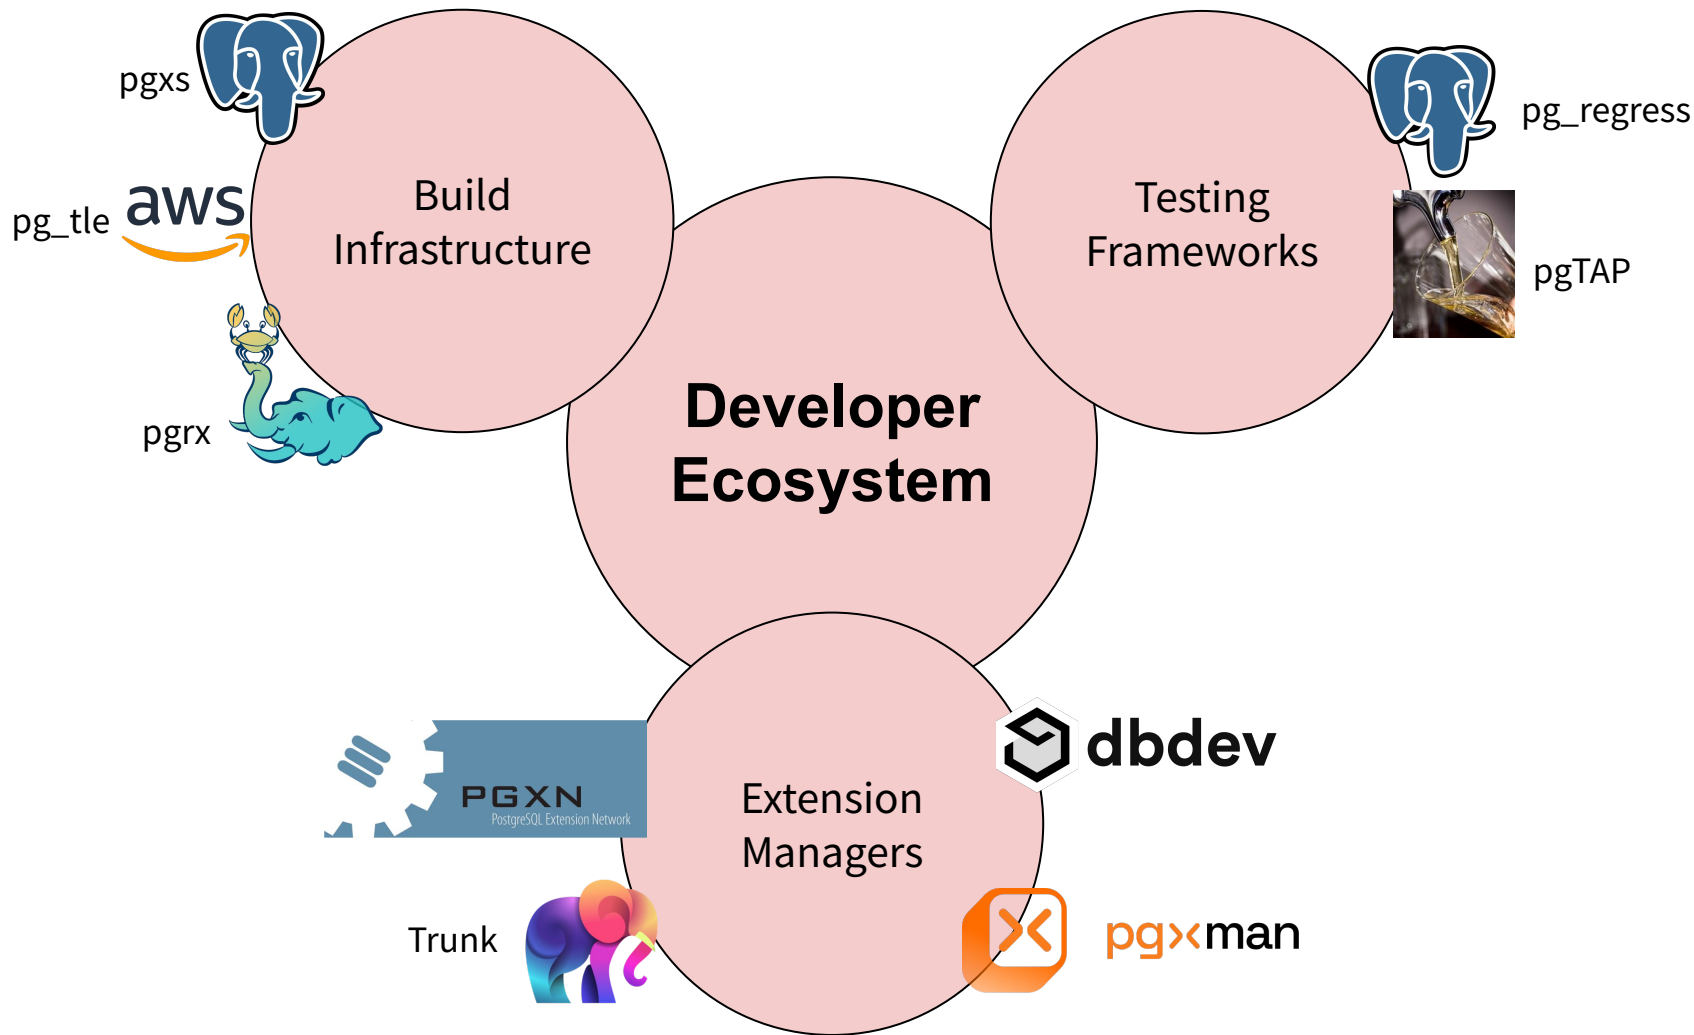 pgxs
pg_tle
aws
pgrx
Build
Infrastructure
Testing
Frameworks
pg_regress
pgTAP
Developer
Ecosystem
PGXN
PostgreSQL Extension Network
dbdev
Extension
Managers
Trunk
pgxman